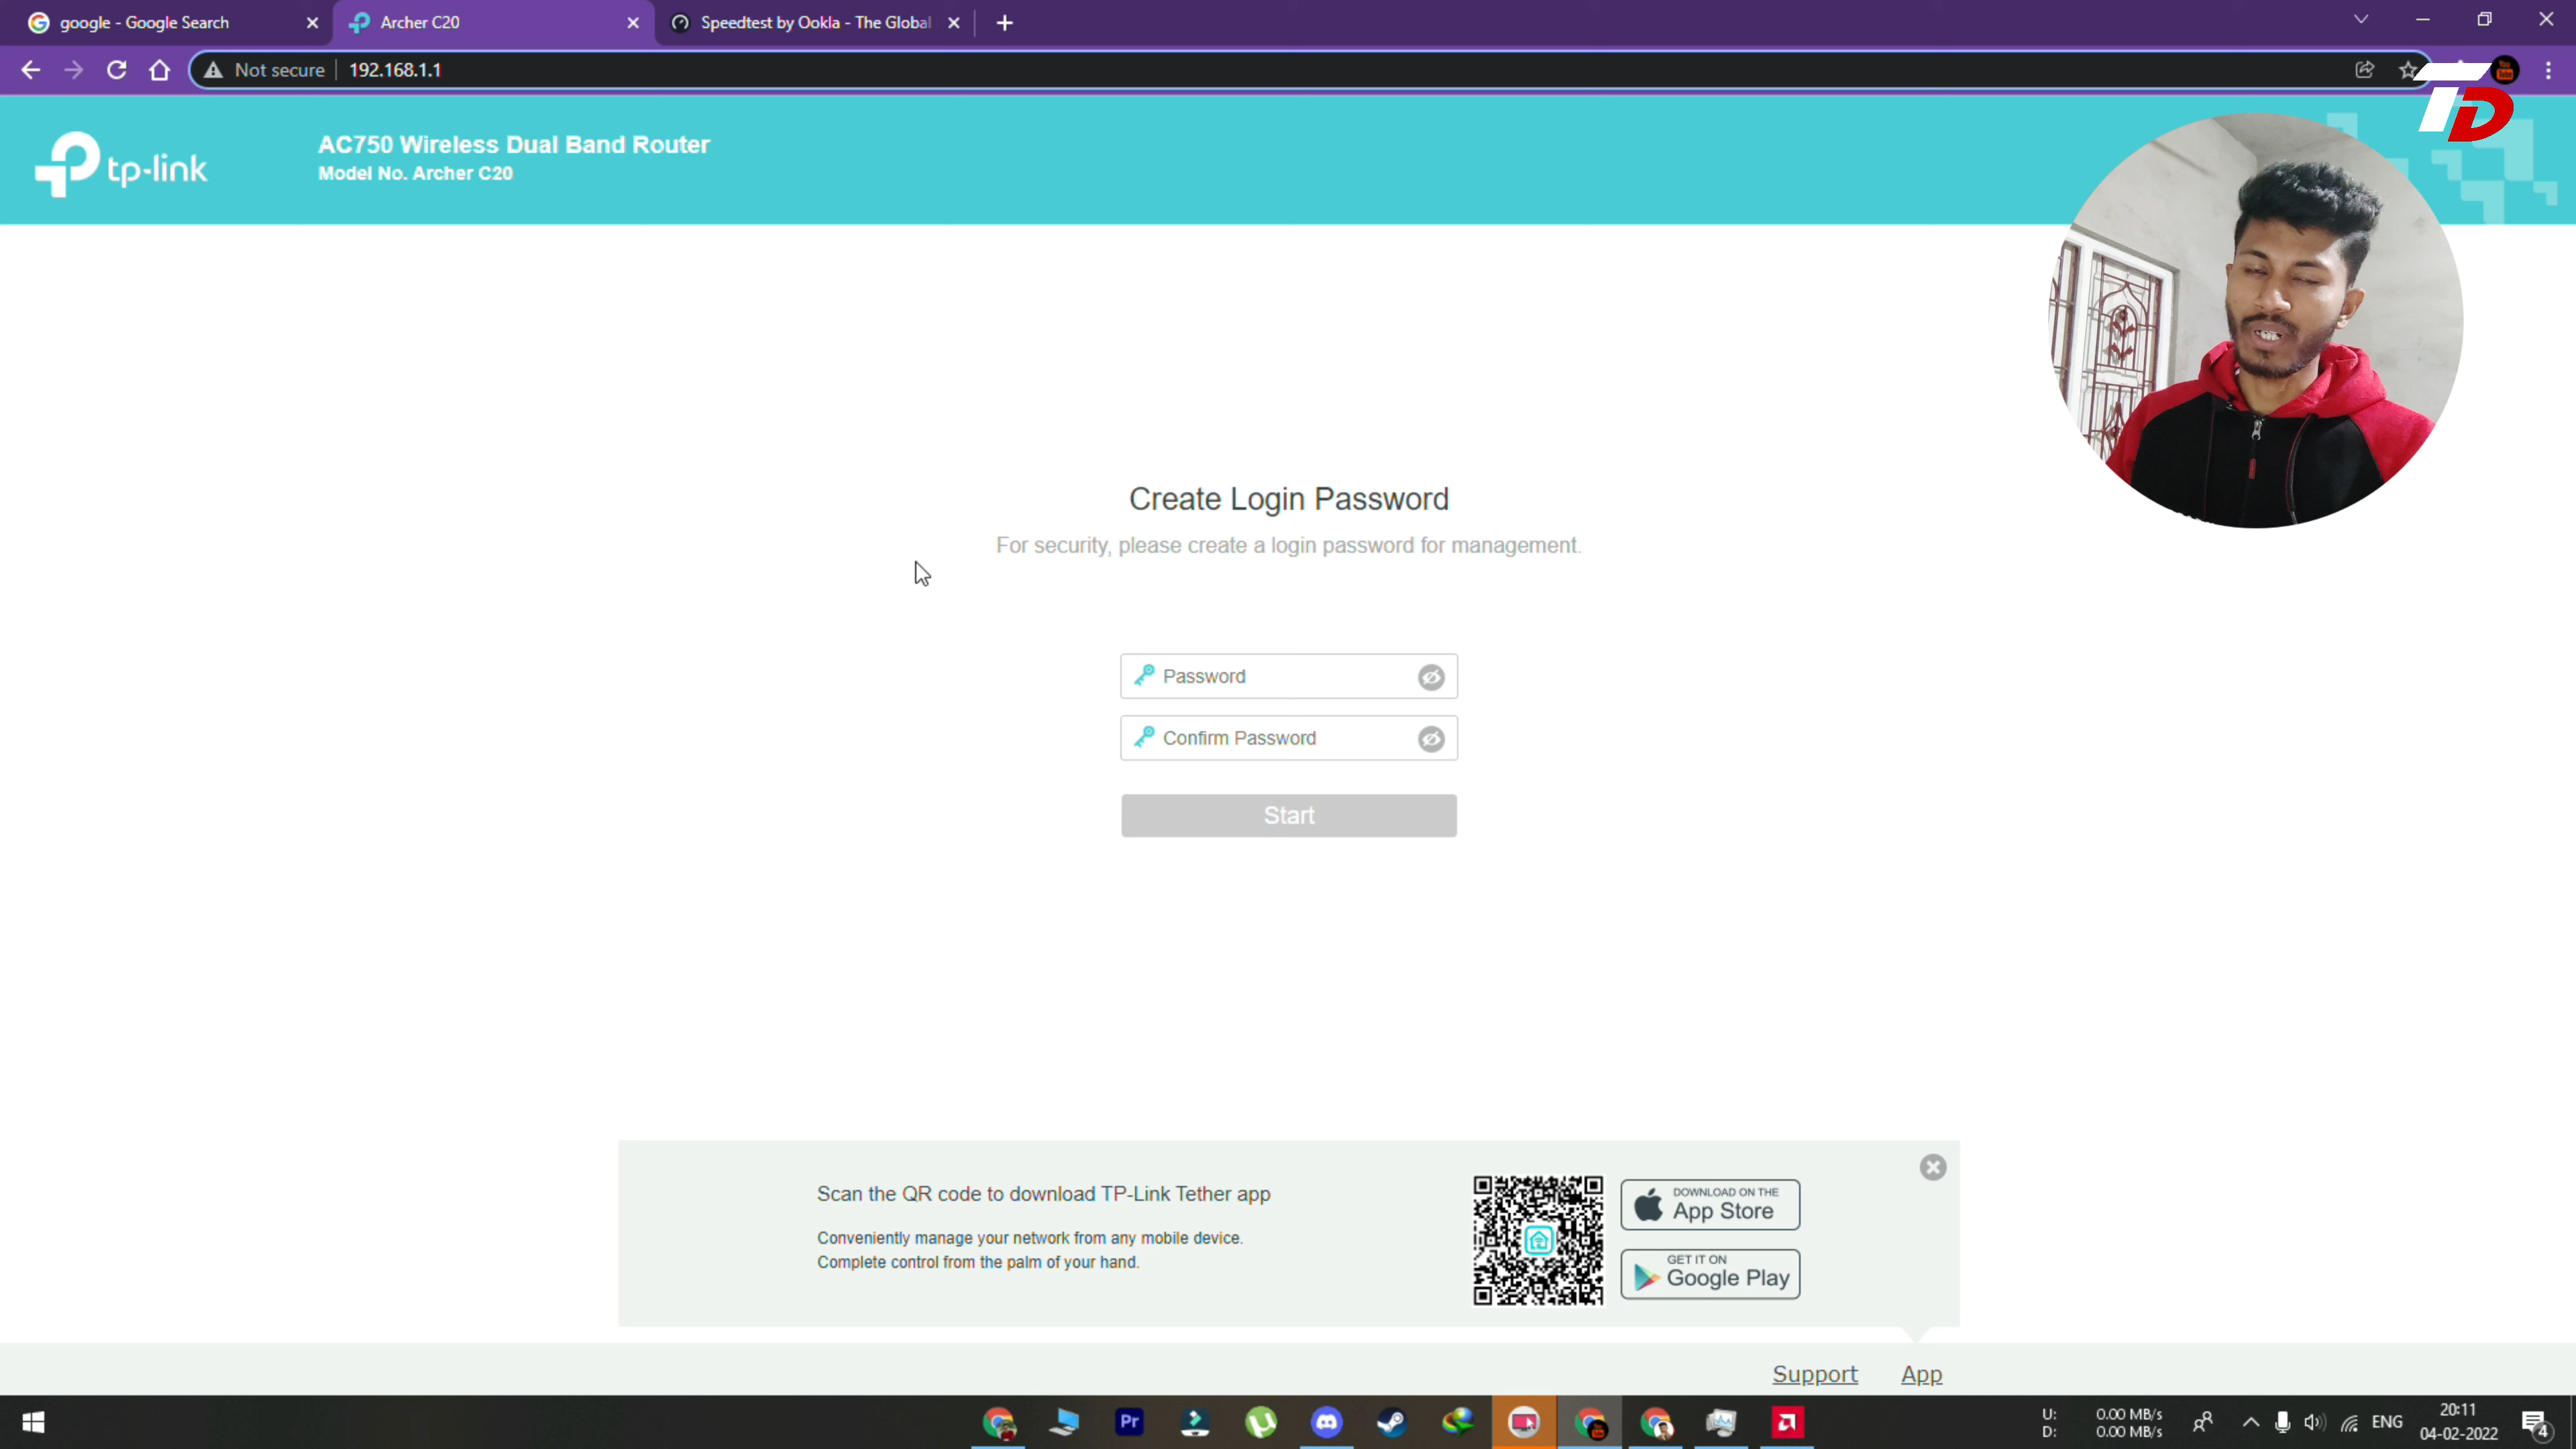 google - Google Search
Archer C20
Speedtest by Ookla - The Global
Not secure
192.168.1.1
TD
tp-link
AC750 Wireless Dual Band Router
Model No. Archer C20
Create Login Password
For security, please create a login password for management.
Password
Confirm Password
Start
Scan the QR code to download TP-Link Tether app
Conveniently manage your network from any mobile device.
Complete control from the palm of your hand.
DOWNLOAD ON THE
App Store
GET IT ON
Google Play
Support
App
Pr
U: 0.00 MB/s
D: 0.00 MB/s
ENG
20:11
04-02-2022
4